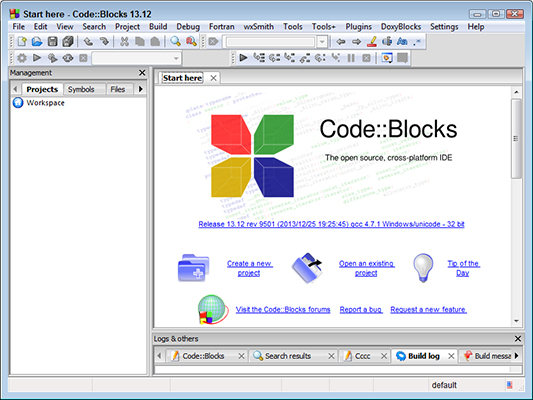 Start here - Code::Blocks 13.12
File Edit View Search Project Build Debug Fortran wxSmith Tools Tools+ Plugins DoxyBlocks Settings Help
Management
Projects Symbols Files
Workspace
Start here
Code::Blocks
The open source, cross-platform IDE
Release 13.12 rev 9501 (2013/12/25 19:25:45) gcc 4.7.1 Windows/unicode - 32 bit
Create a new project
Open an existing project
Tip of the Day
Visit the Code::Blocks forums Report a bug Request a new feature
Logs & others
Code::Blocks Search results Cccc Build log Build messa
default